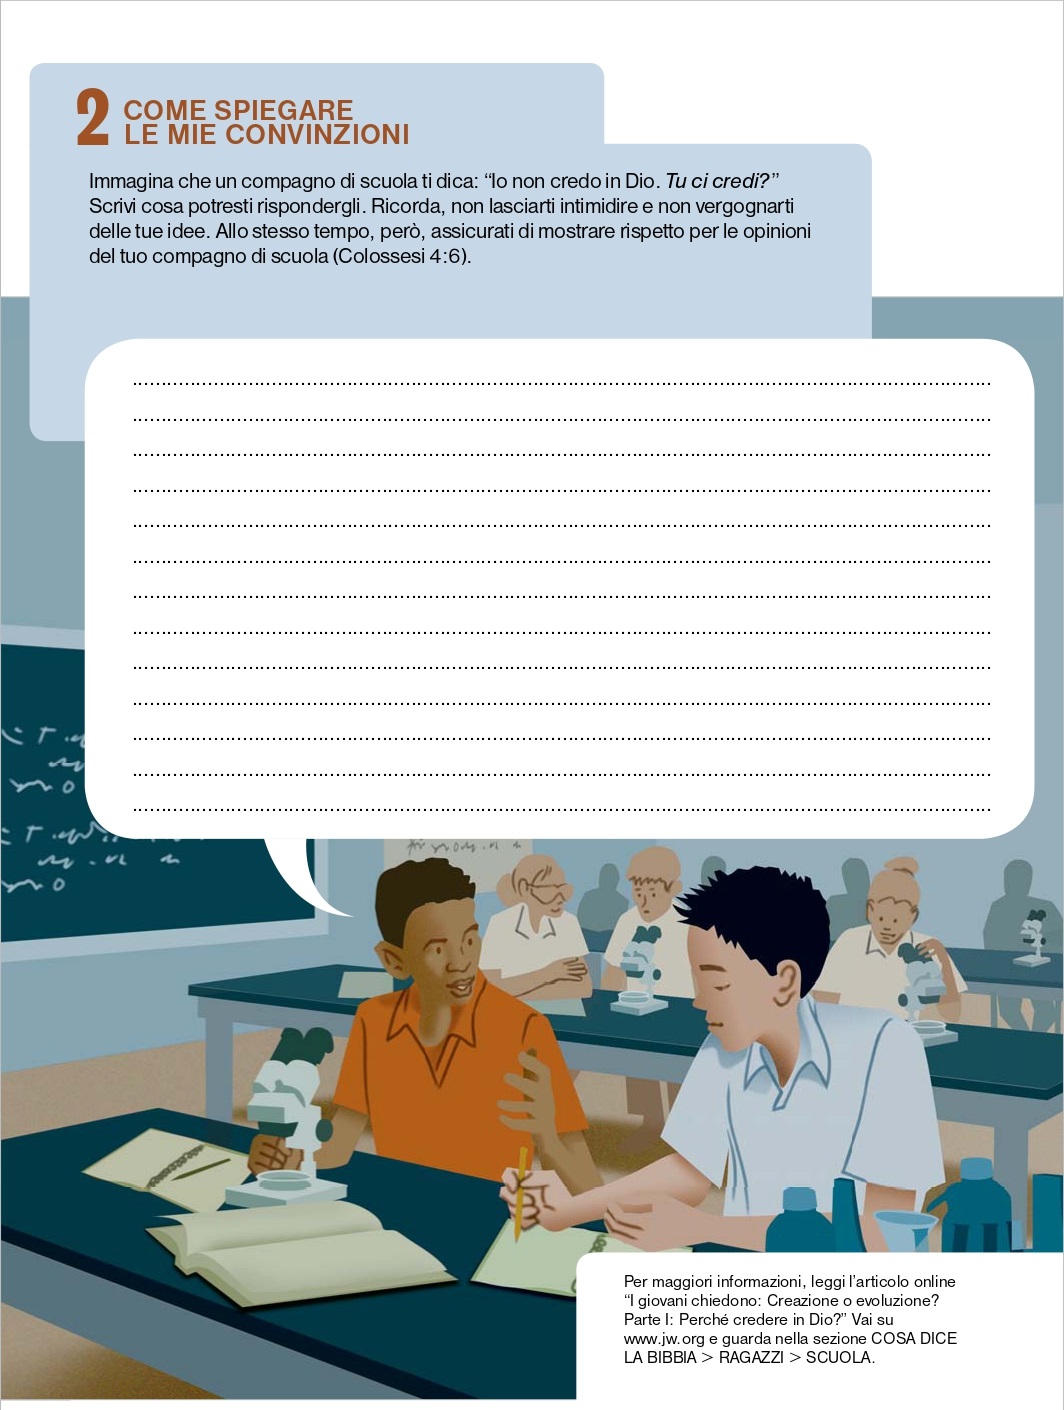 2 COME SPIEGARE
LE MIE CONVINZIONI
Immagina che un compagno di scuola ti dica: “Io non credo in Dio. Tu ci credi?”
Scrivi cosa potresti rispondergli. Ricorda, non lasciarti intimidire e non vergognarti
delle tue idee. Allo stesso tempo, però, assicurati di mostrare rispetto per le opinioni
del tuo compagno di scuola (Colossesi 4:6).
Per maggiori informazioni, leggi l’articolo online
“I giovani chiedono: Creazione o evoluzione?
Parte I: Perché credere in Dio?” Vai su
www.jw.org e guarda nella sezione COSA DICE
LA BIBBIA > RAGAZZI > SCUOLA.